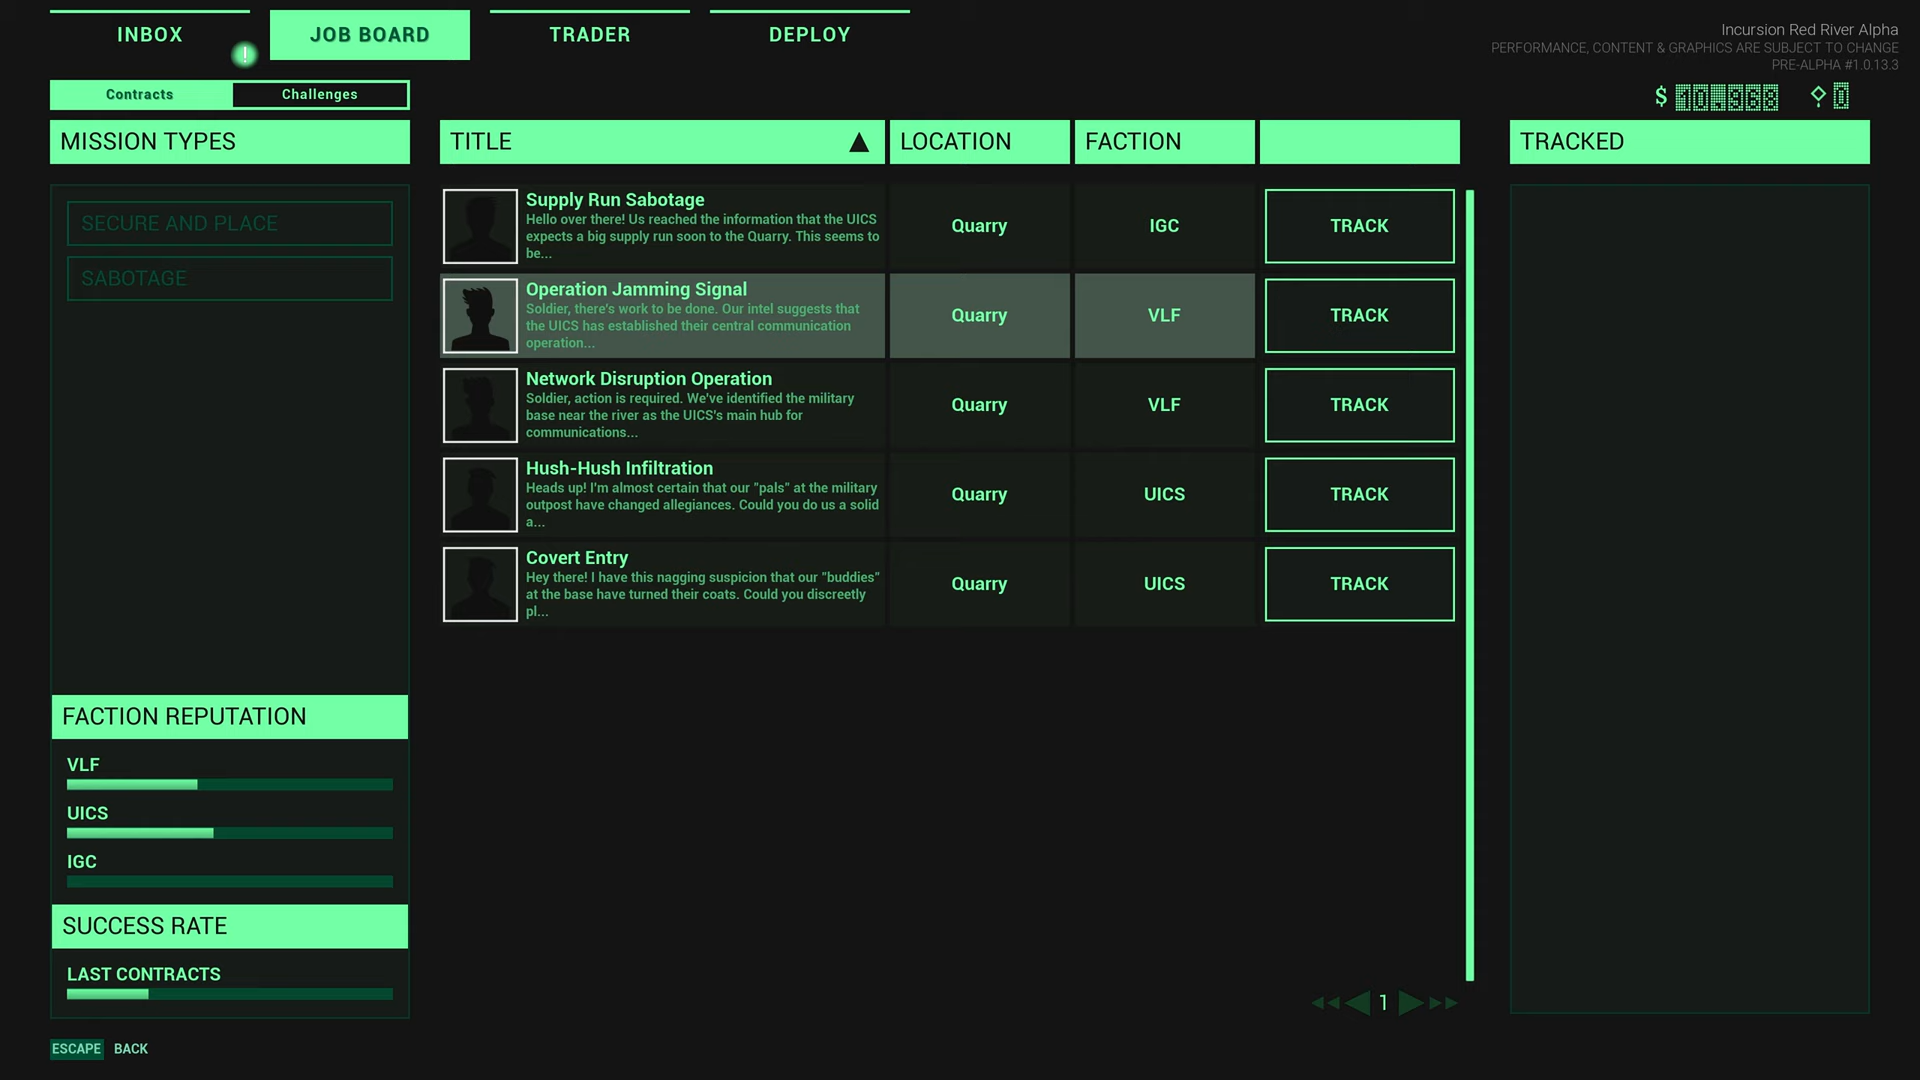 INBOX
!
JOB BOARD
TRADER
DEPLOY
Incursion Red River Alpha
PERFORMANCE, CONTENT & GRAPHICS ARE SUBJECT TO CHANGE
PRE-ALPHA #1.0.13.3
Contracts
Challenges
$ 10.968
0
MISSION TYPES
TITLE
LOCATION
FACTION
TRACKED
SECURE AND PLACE
SABOTAGE
Supply Run Sabotage
Hello over there! Us reached the information that the UICS
expects a big supply run soon to the Quarry. This seems to
be...
Quarry
IGC
TRACK
Operation Jamming Signal
Soldier, there's work to be done. Our intel suggests that
the UICS has established their central communication
operation...
Quarry
VLF
TRACK
Network Disruption Operation
Soldier, action is required. We've identified the military
base near the river as the UICS's main hub for
communications...
Quarry
VLF
TRACK
Hush-Hush Infiltration
Heads up! I'm almost certain that our "pals" at the military
outpost have changed allegiances. Could you do us a solid
a...
Quarry
UICS
TRACK
Covert Entry
Hey there! I have this nagging suspicion that our "buddies"
at the base have turned their coats. Could you discreetly
pl...
Quarry
UICS
TRACK
FACTION REPUTATION
VLF
UICS
IGC
SUCCESS RATE
LAST CONTRACTS
1
ESCAPE BACK